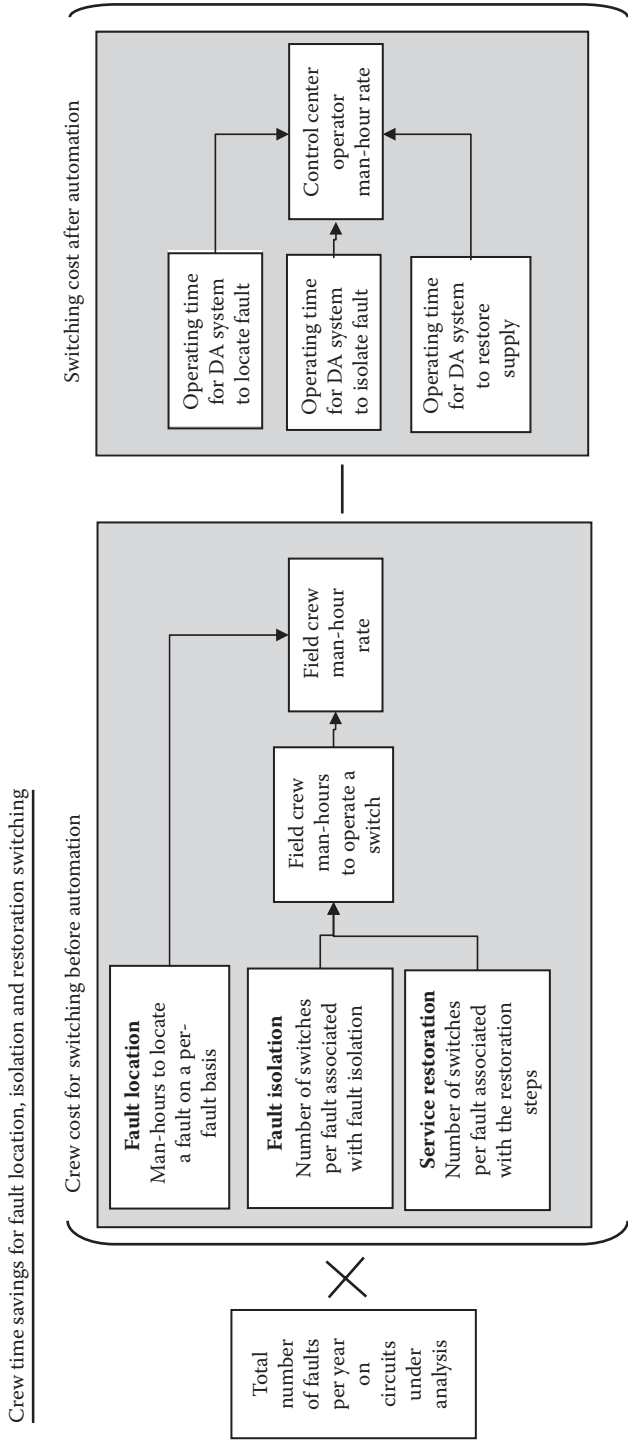 Crew time savings for fault location, isolation and restoration switching
Total
number
of faults
per year
on
circuits
under
analysis
Crew cost for switching before automation
Fault location
Man-hours to locate
a fault on a per-
fault basis
Fault isolation
Number of switches
per fault associated
with fault isolation
Service restoration
Number of switches
per fault associated
with the restoration
steps
Field crew
man-hours
to operate a
switch
Field crew
man-hour
rate
Switching cost after automation
Operating time
for DA system
to locate fault
Operating time
for DA system
to isolate fault
Operating time
for DA system
to restore
supply
Control center
operator
man-hour rate